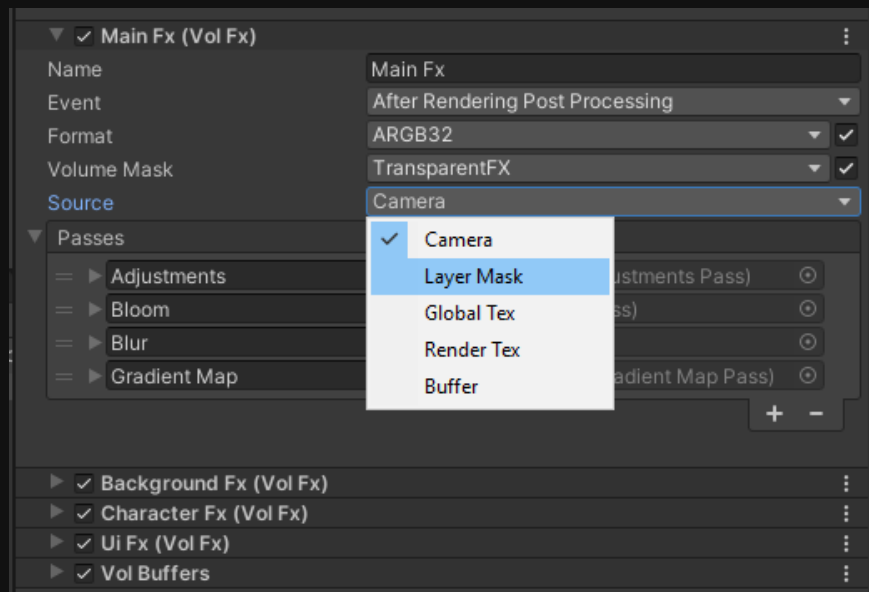 Main Fx (Vol Fx)
Name Main Fx
Event After Rendering Post Processing
Format ARGB32
Volume Mask TransparentFX
Source Camera
Passes Camera
Adjustments Layer Mask justments Pass)
Bloom Global Tex ss)
Blur Render Tex
Gradient Map Buffer adient Map Pass)
Background Fx (Vol Fx)
Character Fx (Vol Fx)
Ui Fx (Vol Fx)
Vol Buffers